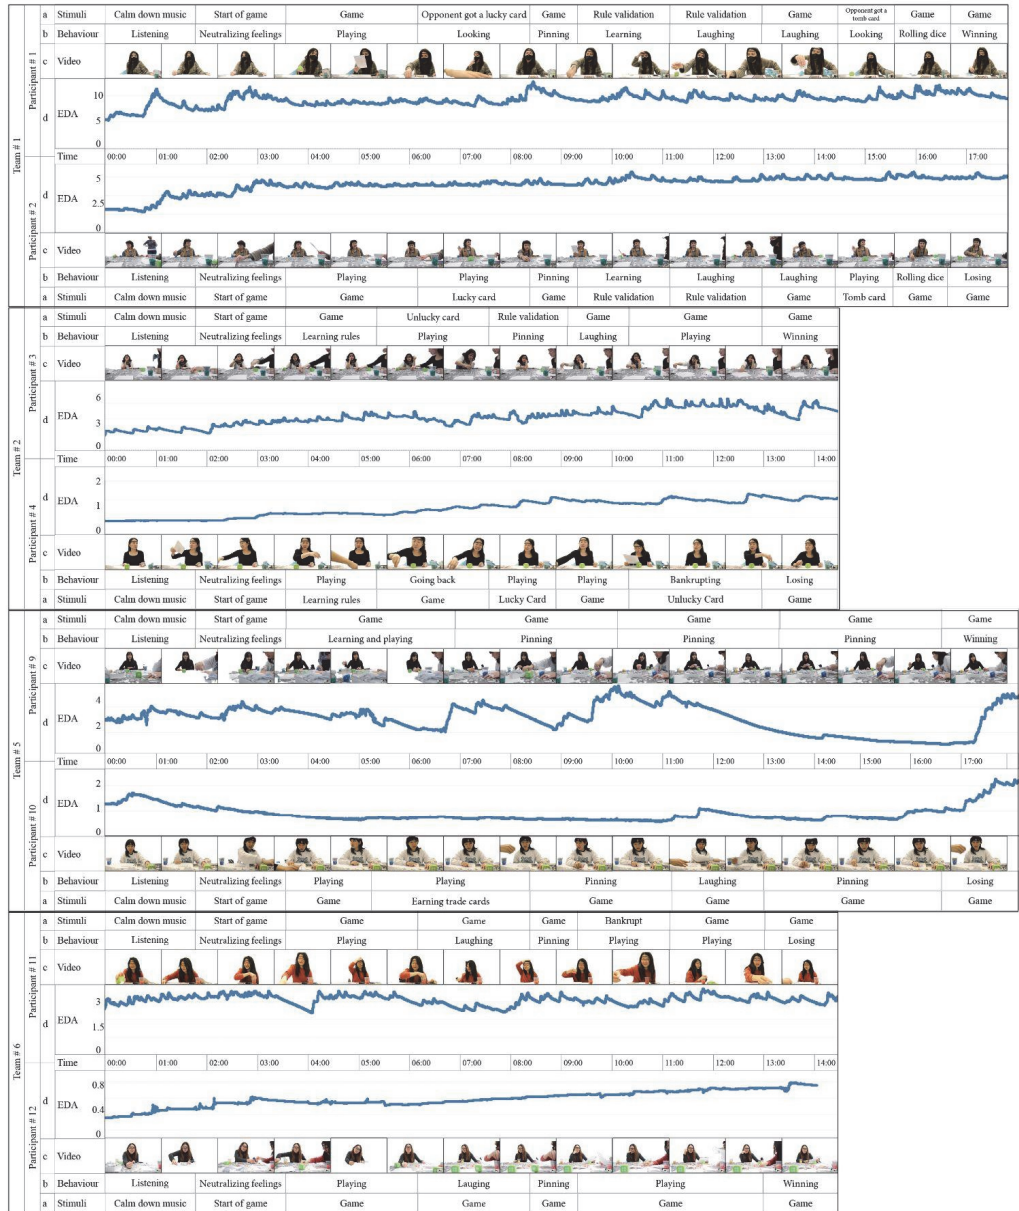 Team # 1
Participant # 1
a Stimuli Calm down music Start of game Game Opponent got a lucky card Game Rule validation Rule validation Game Opponent got a tomb card Game Game
b Behaviour Listening Neutralizing feelings Playing Looking Pinning Learning Laughing Laughing Looking Rolling dice Winning
c Video
d EDA 10 5 0
Time 00:00 01:00 02:00 03:00 04:00 05:00 06:00 07:00 08:00 09:00 10:00 11:00 12:00 13:00 14:00 15:00 16:00 17:00
Participant # 2
d EDA 5 2.5 0
c Video
b Behaviour Listening Neutralizing feelings Playing Playing Pinning Learning Laughing Laughing Playing Rolling dice Losing
a Stimuli Calm down music Start of game Game Lucky card Game Rule validation Rule validation Game Tomb card Game Game
Team # 2
Participant # 3
a Stimuli Calm down music Start of game Game Unlucky card Rule validation Game Game Game
b Behaviour Listening Neutralizing feelings Learning rules Playing Pinning Laughing Playing Winning
c Video
d EDA 6 3 0
Time 00:00 01:00 02:00 03:00 04:00 05:00 06:00 07:00 08:00 09:00 10:00 11:00 12:00 13:00 14:00
Participant # 4
d EDA 2 1 0
c Video
b Behaviour Listening Neutralizing feelings Playing Going back Playing Playing Bankrupting Losing
a Stimuli Calm down music Start of game Learning rules Game Lucky Card Game Unlucky Card Game
Team # 5
Participant # 9
a Stimuli Calm down music Start of game Game Game Game Game Game
b Behaviour Listening Neutralizing feelings Learning and playing Pinning Pinning Pinning Winning
c Video
d EDA 4 2 0
Time 00:00 01:00 02:00 03:00 04:00 05:00 06:00 07:00 08:00 09:00 10:00 11:00 12:00 13:00 14:00 15:00 16:00 17:00
Participant # 10
d EDA 2 1 0
c Video
b Behaviour Listening Neutralizing feelings Playing Playing Pinning Laughing Pinning Losing
a Stimuli Calm down music Start of game Game Earning trade cards Game Game Game Game
Team # 6
Participant # 11
a Stimuli Calm down music Start of game Game Game Game Bankrupt Game Game
b Behaviour Listening Neutralizing feelings Playing Laughing Pinning Playing Playing Losing
c Video
d EDA 3 1.5 0
Time 00:00 01:00 02:00 03:00 04:00 05:00 06:00 07:00 08:00 09:00 10:00 11:00 12:00 13:00 14:00
Participant # 12
d EDA 0.8 0.4 0
c Video
b Behaviour Listening Neutralizing feelings Playing Lauging Pinning Playing Winning
a Stimuli Calm down music Start of game Game Game Game Game Game